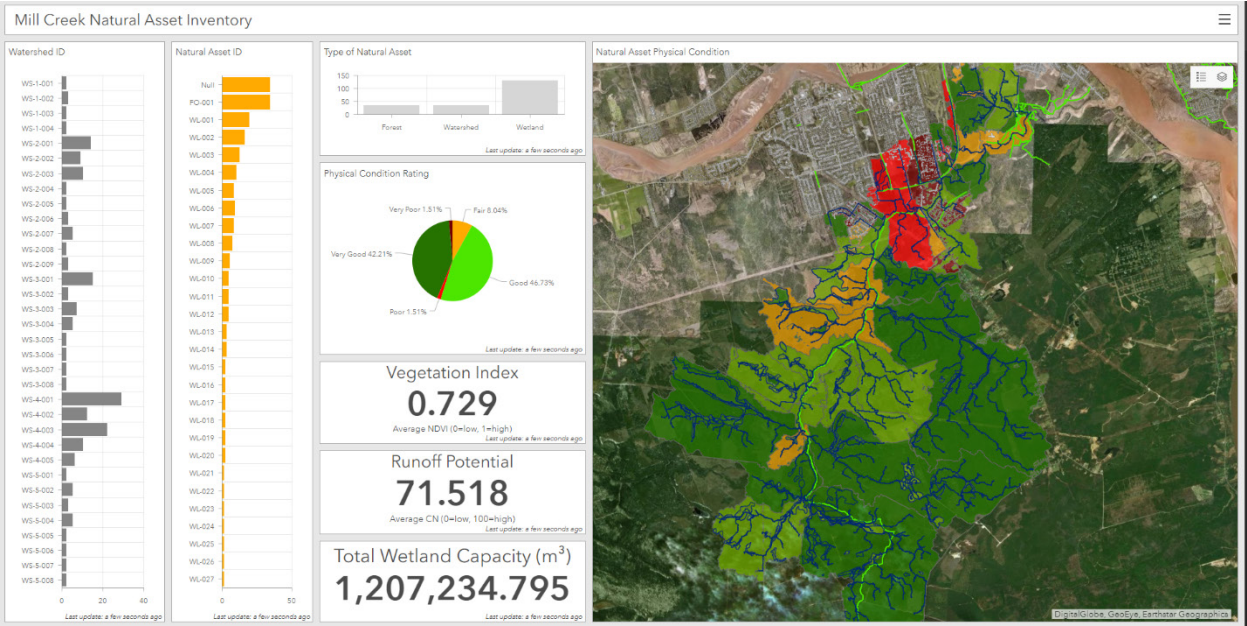 Mill Creek Natural Asset Inventory
Watershed ID
WS-1-001
WS-1-002
WS-1-003
WS-1-004
WS-2-001
WS-2-002
WS-2-003
WS-2-004
WS-2-005
WS-2-006
WS-2-007
WS-2-008
WS-2-009
WS-3-001
WS-3-002
WS-3-003
WS-3-004
WS-3-005
WS-3-006
WS-3-007
WS-3-008
WS-4-001
WS-4-002
WS-4-003
WS-4-004
WS-4-005
WS-5-001
WS-5-002
WS-5-003
WS-5-004
WS-5-005
WS-5-006
WS-5-007
WS-5-008
0 20 40
Last update: a few seconds ago
Natural Asset ID
Null
PO-001
WL-001
WL-002
WL-003
WL-004
WL-005
WL-006
WL-007
WL-008
WL-009
WL-010
WL-011
WL-012
WL-013
WL-014
WL-015
WL-016
WL-017
WL-018
WL-019
WL-020
WL-021
WL-022
WL-023
WL-024
WL-025
WL-026
WL-027
0 50
Last update: a few seconds ago
Type of Natural Asset
150
100
50
0
Forest Watershed Wetland
Last update: a few seconds ago
Physical Condition Rating
Very Poor 1.51% Fair 8.04%
Very Good 42.21%
Good 46.73%
Poor 1.51%
Last update: a few seconds ago
Vegetation Index
0.729
Average NDVI (0=low, 1=high)
Last update: a few seconds ago
Runoff Potential
71.518
Average CN (0=low, 100=high)
Last update: a few seconds ago
Total Wetland Capacity (m³)
1,207,234.795
Last update: a few seconds ago
Natural Asset Physical Condition
DigitalGlobe, GeoEye, Earthstar Geographics